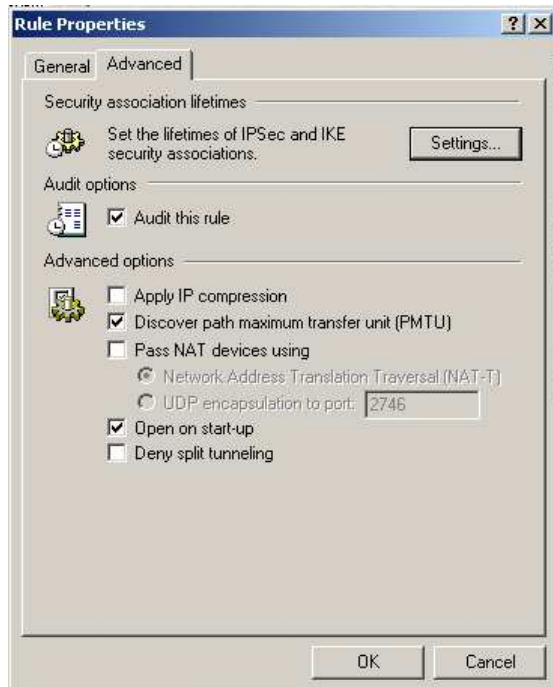 Rule Properties
General
Advanced
Security association lifetimes
Set the lifetimes of IPSec and IKE
security associations.
Settings...
Audit options
Audit this rule
Advanced options
Apply IP compression
Discover path maximum transfer unit (PMTU)
Pass NAT devices using
Network Address Translation Traversal (NAT-T)
UDP encapsulation to port:
2746
Open on start-up
Deny split tunneling
OK
Cancel